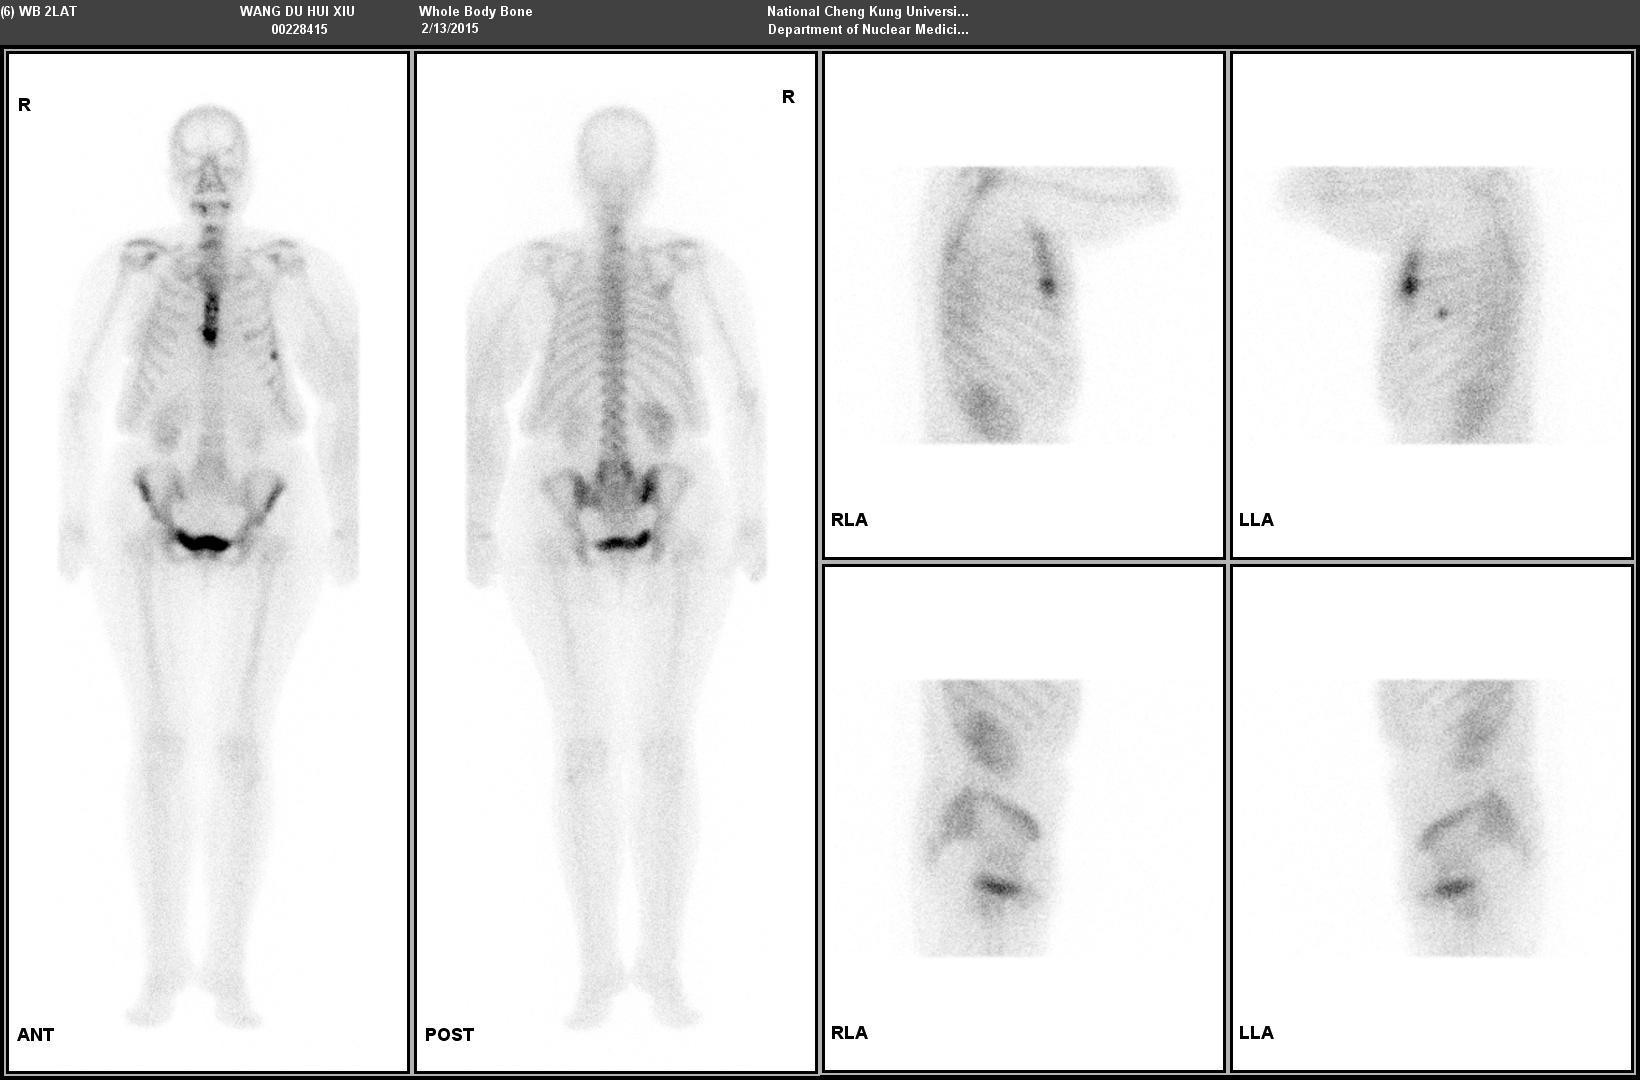 (6) WB 2LAT WANG DU HUI XIU Whole Body Bone National Cheng Kung Universi...
00228415 2/13/2015 Department of Nuclear Medici...
R
R
RLA
LLA
ANT
POST
RLA
LLA